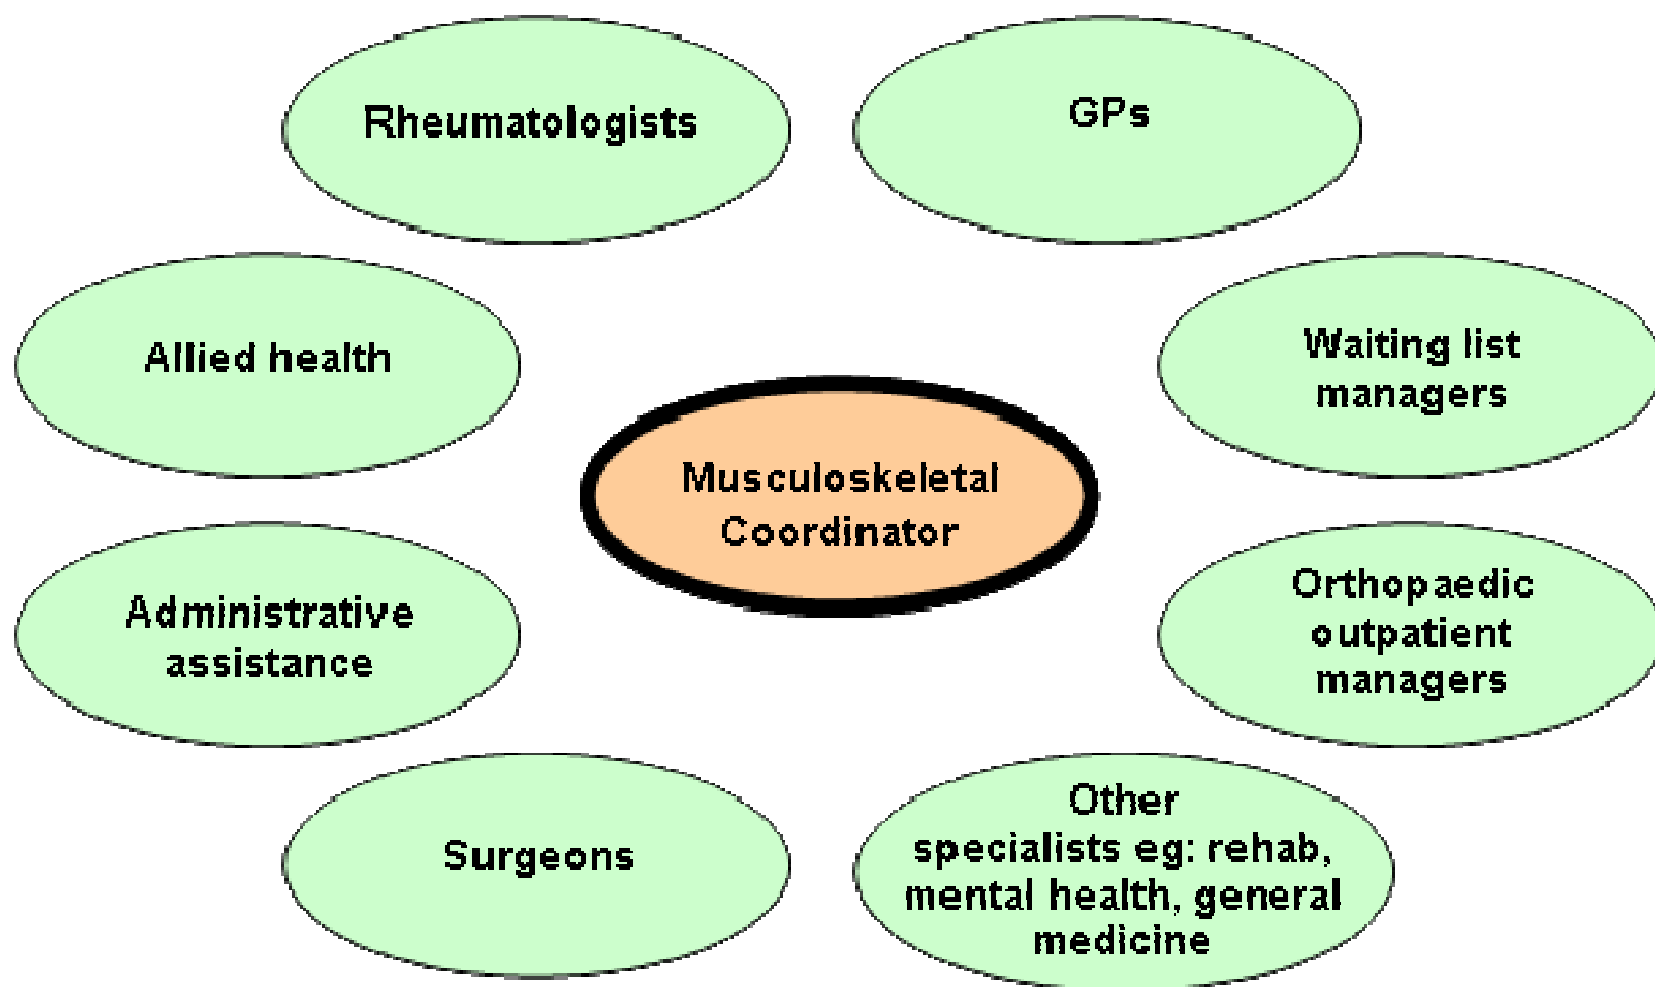 Rheumatologists
GPs
Allied health
Waiting list
managers
Musculoskeletal
Coordinator
Administrative
assistance
Orthopaedic
outpatient
managers
Surgeons
Other
specialists eg: rehab,
mental health, general
medicine